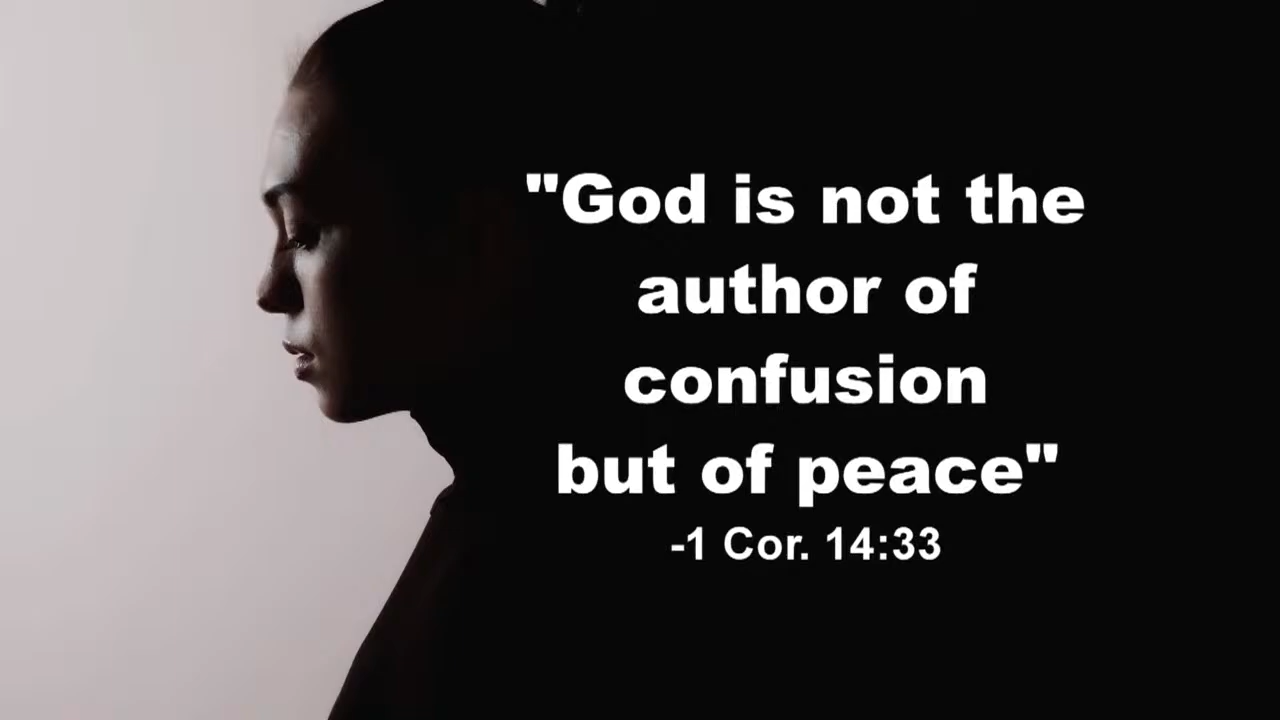 "God is not the
author of
confusion
but of peace"
-1 Cor. 14:33